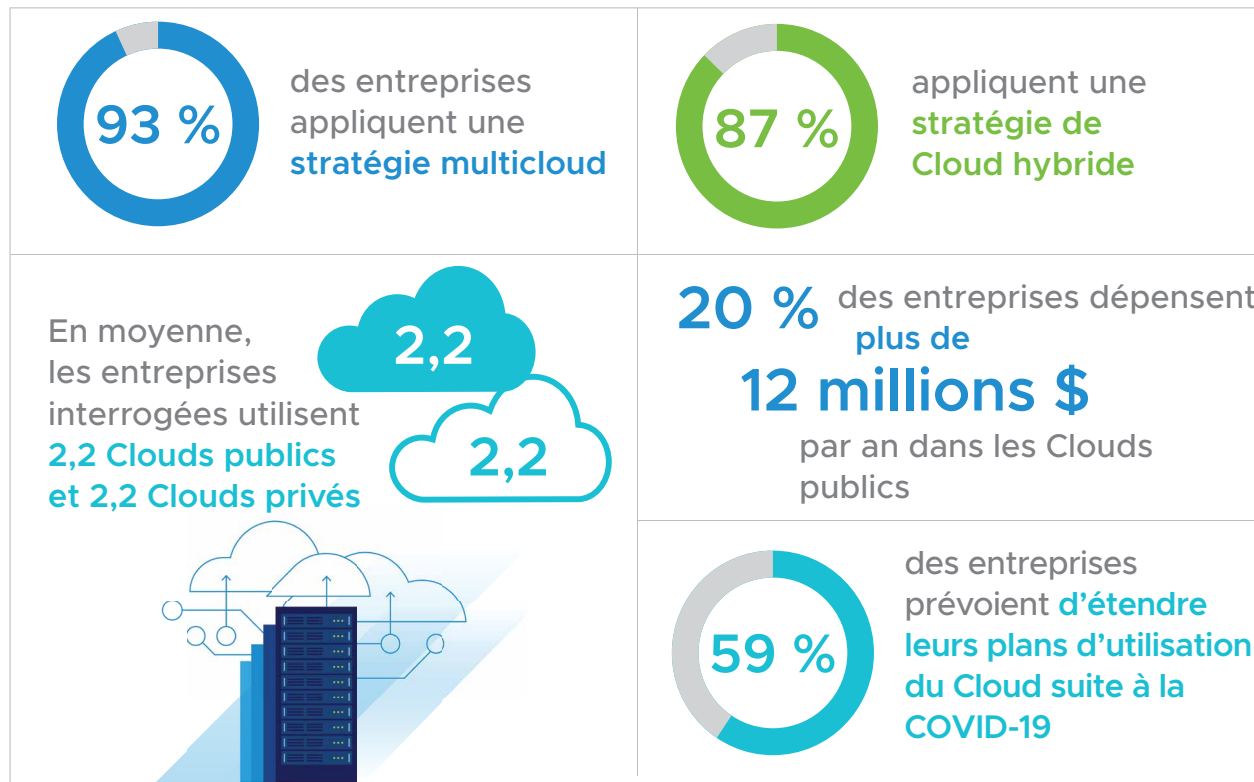 93 %
des entreprises
appliquent une
stratégie multicloud
87 %
appliquent une
stratégie de
Cloud hybride
En moyenne,
les entreprises
interrogées utilisent
2,2 Clouds publics
et 2,2 Clouds privés
2,2
2,2
20 % des entreprises dépensent
plus de
12 millions $
par an dans les Clouds
publics
59 %
des entreprises
prévoient d’étendre
leurs plans d’utilisation
du Cloud suite à la
COVID-19